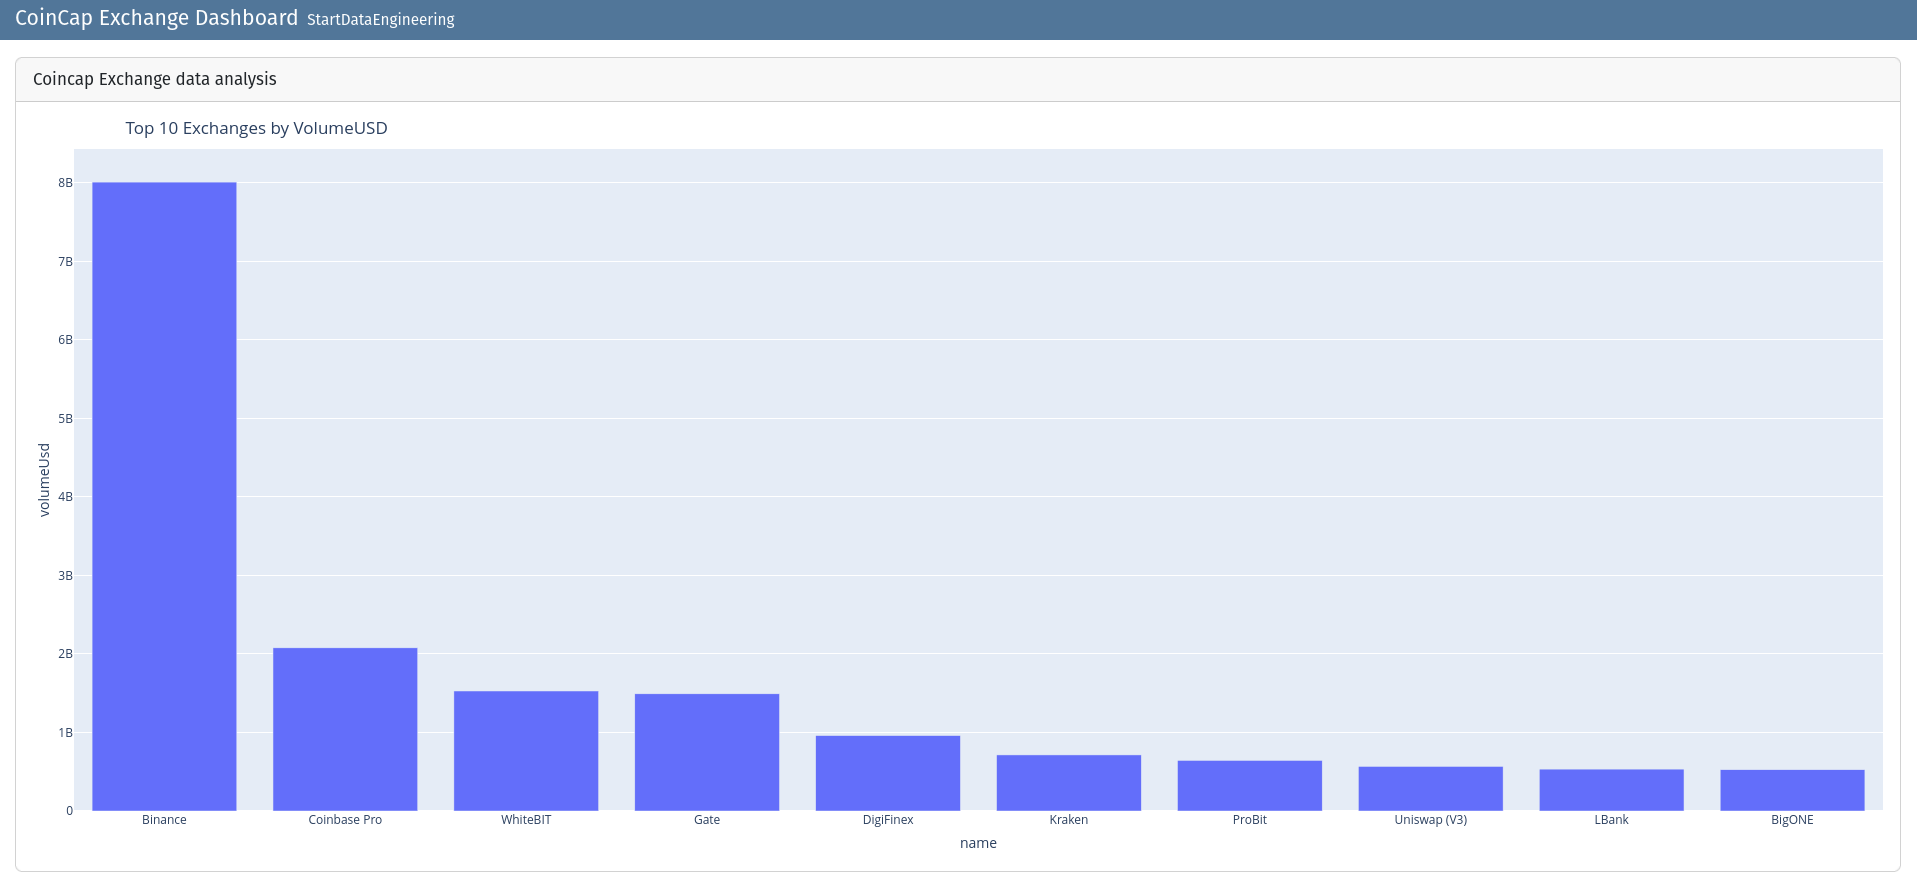 CoinCap Exchange Dashboard StartDataEngineering
Coincap Exchange data analysis
Top 10 Exchanges by VolumeUSD
8B
7B
6B
5B
4B
3B
2B
1B
0
volumeUsd
Binance Coinbase Pro WhiteBIT Gate DigiFinex Kraken ProBit Uniswap (V3) LBank BigONE
name